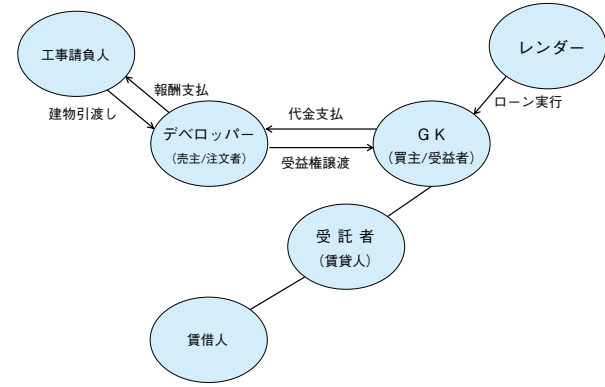 工事請負人
レンダー
報酬支払
ローン実行
建物引渡し
代金支払
デベロッパー
(売主/注文者)
ＧＫ
(買主/受益者)
受益権譲渡
受託者
(賃貸人)
賃借人